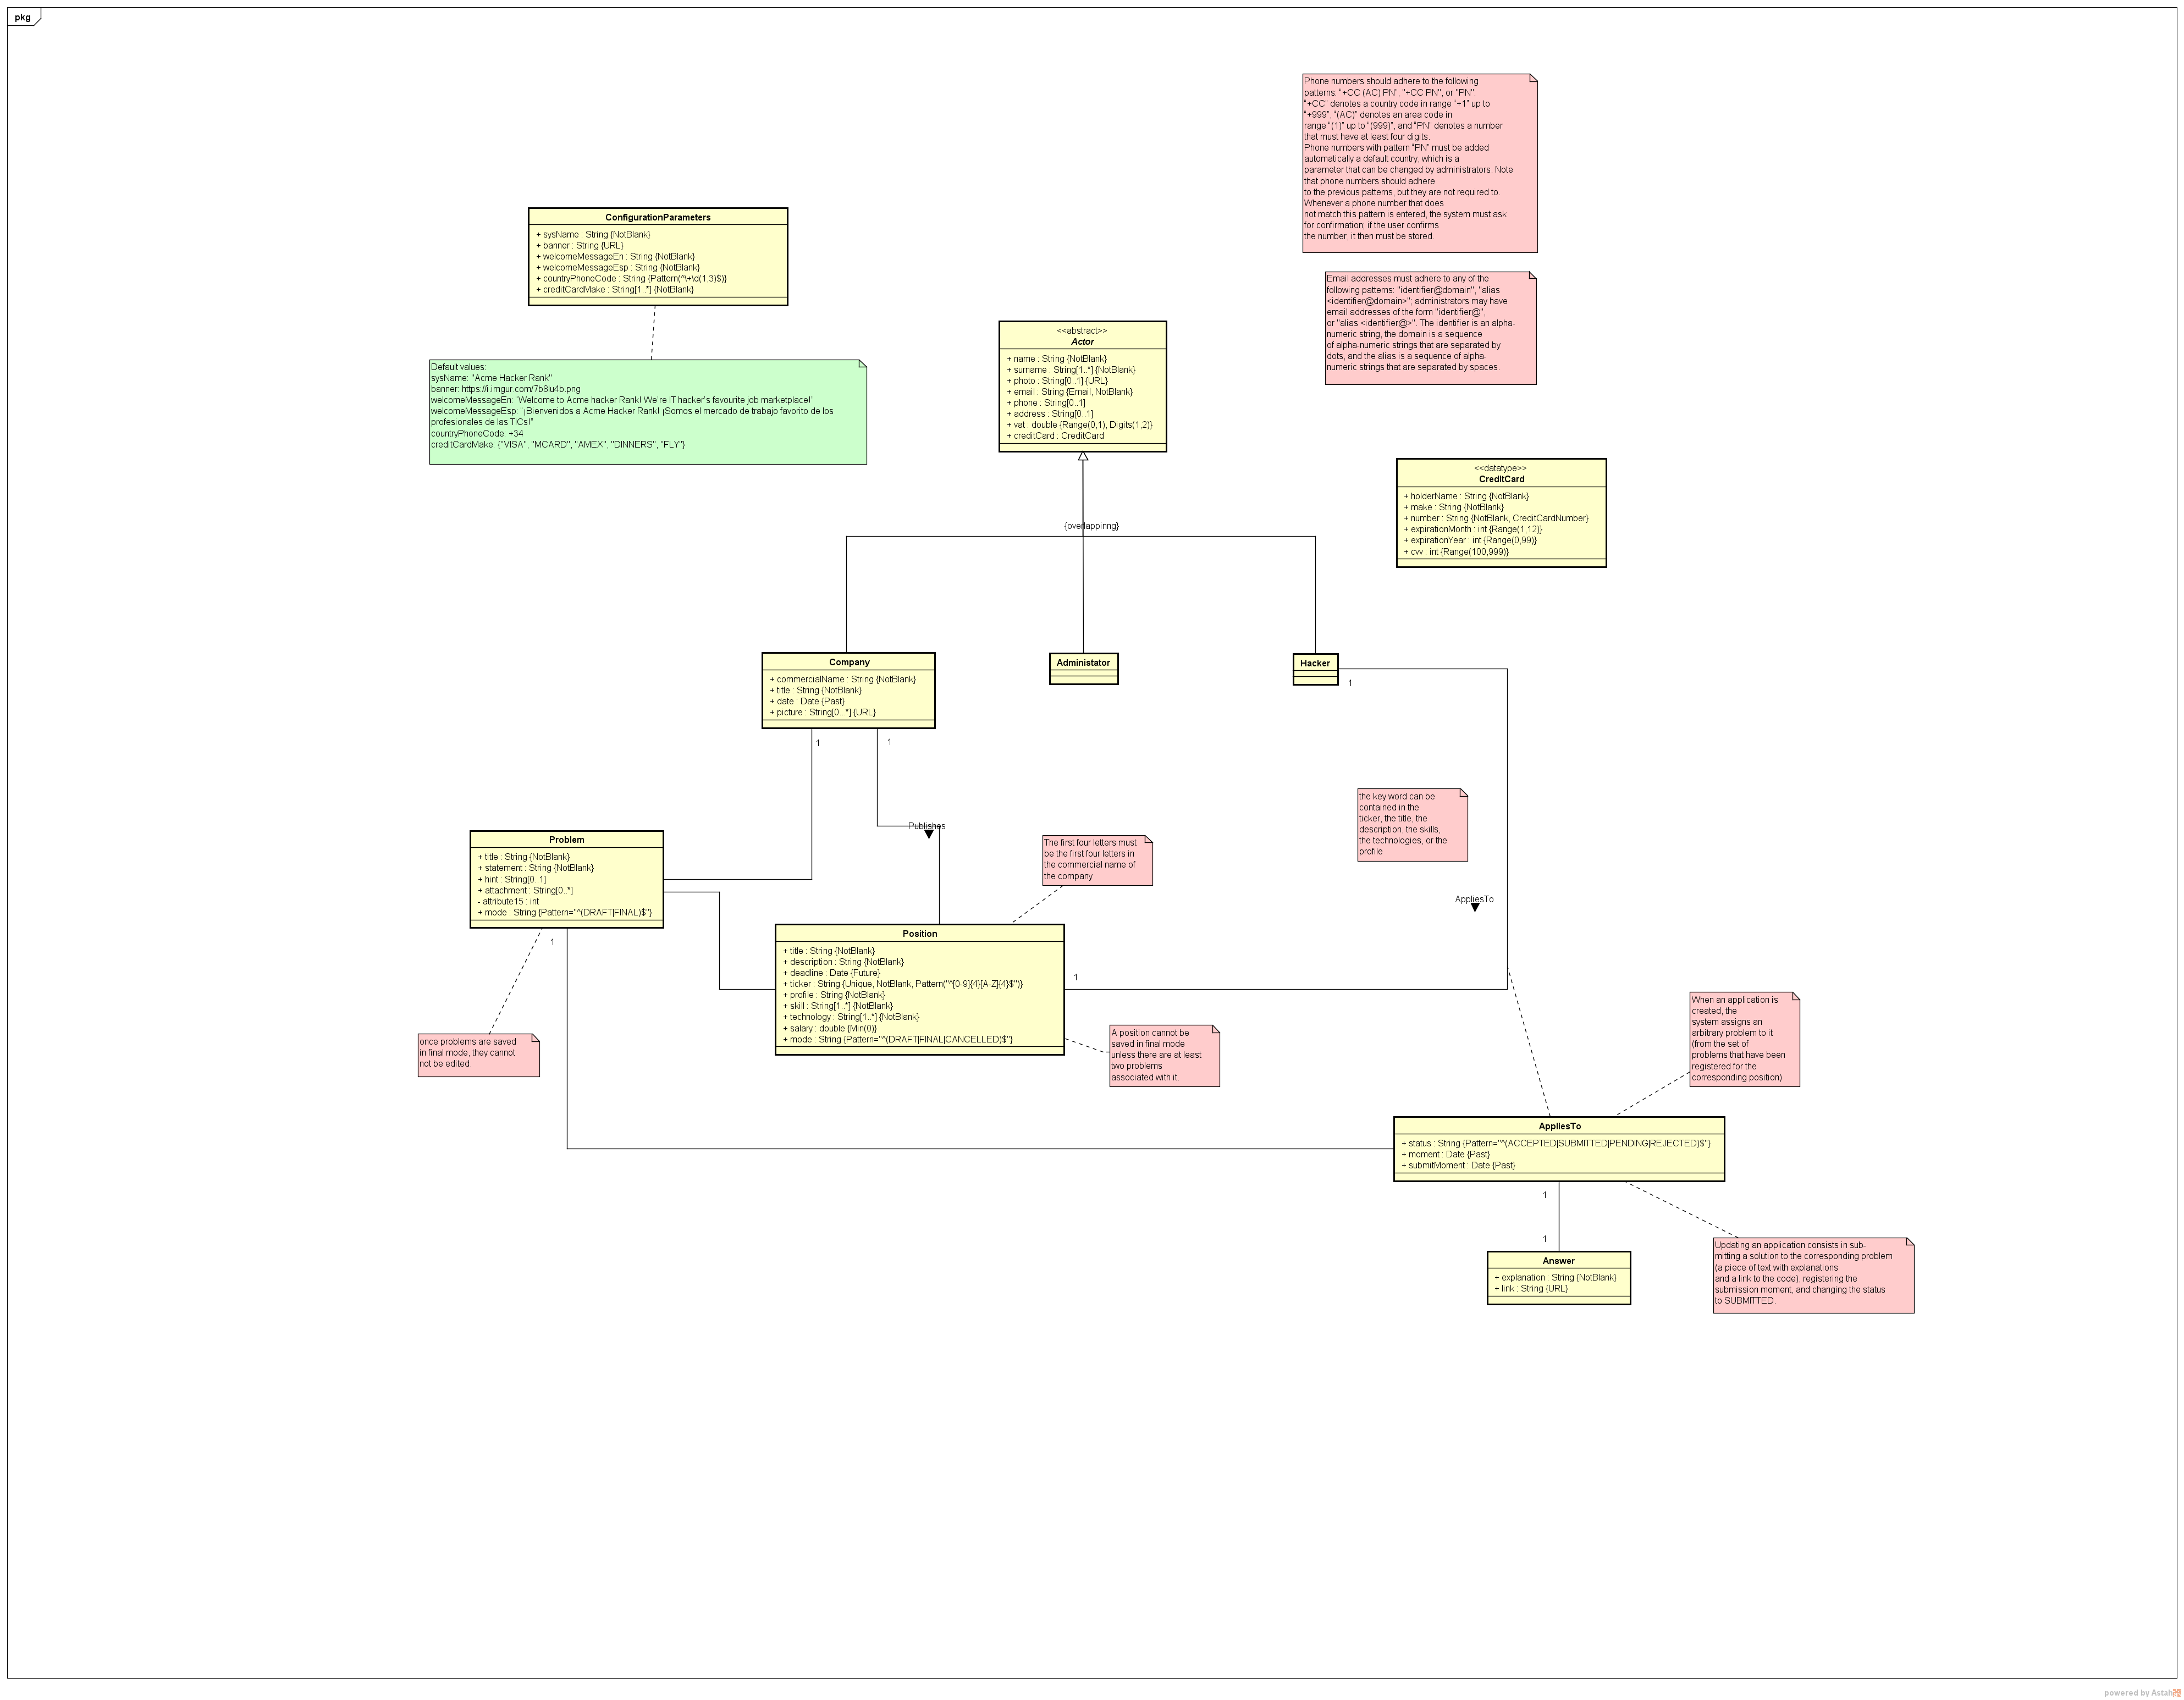 pkg
Phone numbers should adhere to the following
patterns: "+CC (AC) PN", "+CC PN", or "PN":
"+CC" denotes a country code in range "+1" up to
"+999", "(AC)" denotes an area code in
range "(1)" up to "(999)", and "PN" denotes a number
that must have at least four digits.
Phone numbers with pattern "PN" must be added
automatically a default country, which is a
parameter that can be changed by administrators. Note
that phone numbers should adhere
to the previous patterns, but they are not required to.
Whenever a phone number that does
not match this pattern is entered, the system must ask
for confirmation; if the user confirms
the number, it then must be stored.
ConfigurationParameters
+ sysName : String {NotBlank}
+ banner : String {URL}
+ welcomeMessageEn : String {NotBlank}
+ welcomeMessageEsp : String {NotBlank}
+ countryPhoneCode : String {Pattern(^\+\d(1,3)$)}
+ creditCardMake : String[1..*] {NotBlank}
Email addresses must adhere to any of the
following patterns: "identifier@domain", "alias
<identifier@domain>"; administrators may have
email addresses of the form "identifier@",
or "alias <identifier@>". The identifier is an alpha-
numeric string, the domain is a sequence
of alpha-numeric strings that are separated by
dots, and the alias is a sequence of alpha-
numeric strings that are separated by spaces.
<<abstract>>
Actor
+ name : String {NotBlank}
+ surname : String[1..*] {NotBlank}
+ photo : String[0..1] {URL}
+ email : String {Email, NotBlank}
+ phone : String[0..1]
+ address : String[0..1]
+ vat : double {Range(0,1), Digits(1,2)}
+ creditCard : CreditCard
Default values:
sysName: "Acme Hacker Rank"
banner: https://i.imgur.com/7b8lu4b.png
welcomeMessageEn: "Welcome to Acme hacker Rank! We're IT hacker's favourite job marketplace!"
welcomeMessageEsp: "¡Bienvenidos a Acme Hacker Rank! ¡Somos el mercado de trabajo favorito de los
profesionales de las TICs!"
countryPhoneCode: +34
creditCardMake: {"VISA", "MCARD", "AMEX", "DINNERS", "FLY"}
<<datatype>>
CreditCard
+ holderName : String {NotBlank}
+ make : String {NotBlank}
+ number : String {NotBlank, CreditCardNumber}
+ expirationMonth : int {Range(1,12)}
+ expirationYear : int {Range(0,99)}
+ cvv : int {Range(100,999)}
{overlappinng}
Company
+ commercialName : String {NotBlank}
+ title : String {NotBlank}
+ date : Date {Past}
+ picture : String[0...*] {URL}
Administator
Hacker
1
1
1
Publishes
the key word can be
contained in the
ticker, the title, the
description, the skills,
the technologies, or the
profile
Problem
+ title : String {NotBlank}
+ statement : String {NotBlank}
+ hint : String[0..1]
+ attachment : String[0..*]
- attribute15 : int
+ mode : String {Pattern="^(DRAFT|FINAL)$"}
The first four letters must
be the first four letters in
the commercial name of
the company
AppliesTo
1
Position
+ title : String {NotBlank}
+ description : String {NotBlank}
+ deadline : Date {Future}
+ ticker : String {Unique, NotBlank, Pattern("^[0-9]{4}[A-Z]{4}$")}
+ profile : String {NotBlank}
+ skill : String[1..*] {NotBlank}
+ technology : String[1..*] {NotBlank}
+ salary : double {Min(0)}
+ mode : String {Pattern="^(DRAFT|FINAL|CANCELLED)$"}
1
once problems are saved
in final mode, they cannot
not be edited.
A position cannot be
saved in final mode
unless there are at least
two problems
associated with it.
When an application is
created, the
system assigns an
arbitrary problem to it
(from the set of
problems that have been
registered for the
corresponding position)
AppliesTo
+ status : String {Pattern="^(ACCEPTED|SUBMITTED|PENDING|REJECTED)$"}
+ moment : Date {Past}
+ submitMoment : Date {Past}
1
1
Answer
+ explanation : String {NotBlank}
+ link : String {URL}
Updating an application consists in sub-
mitting a solution to the corresponding problem
(a piece of text with explanations
and a link to the code), registering the
submission moment, and changing the status
to SUBMITTED.
powered by Astah